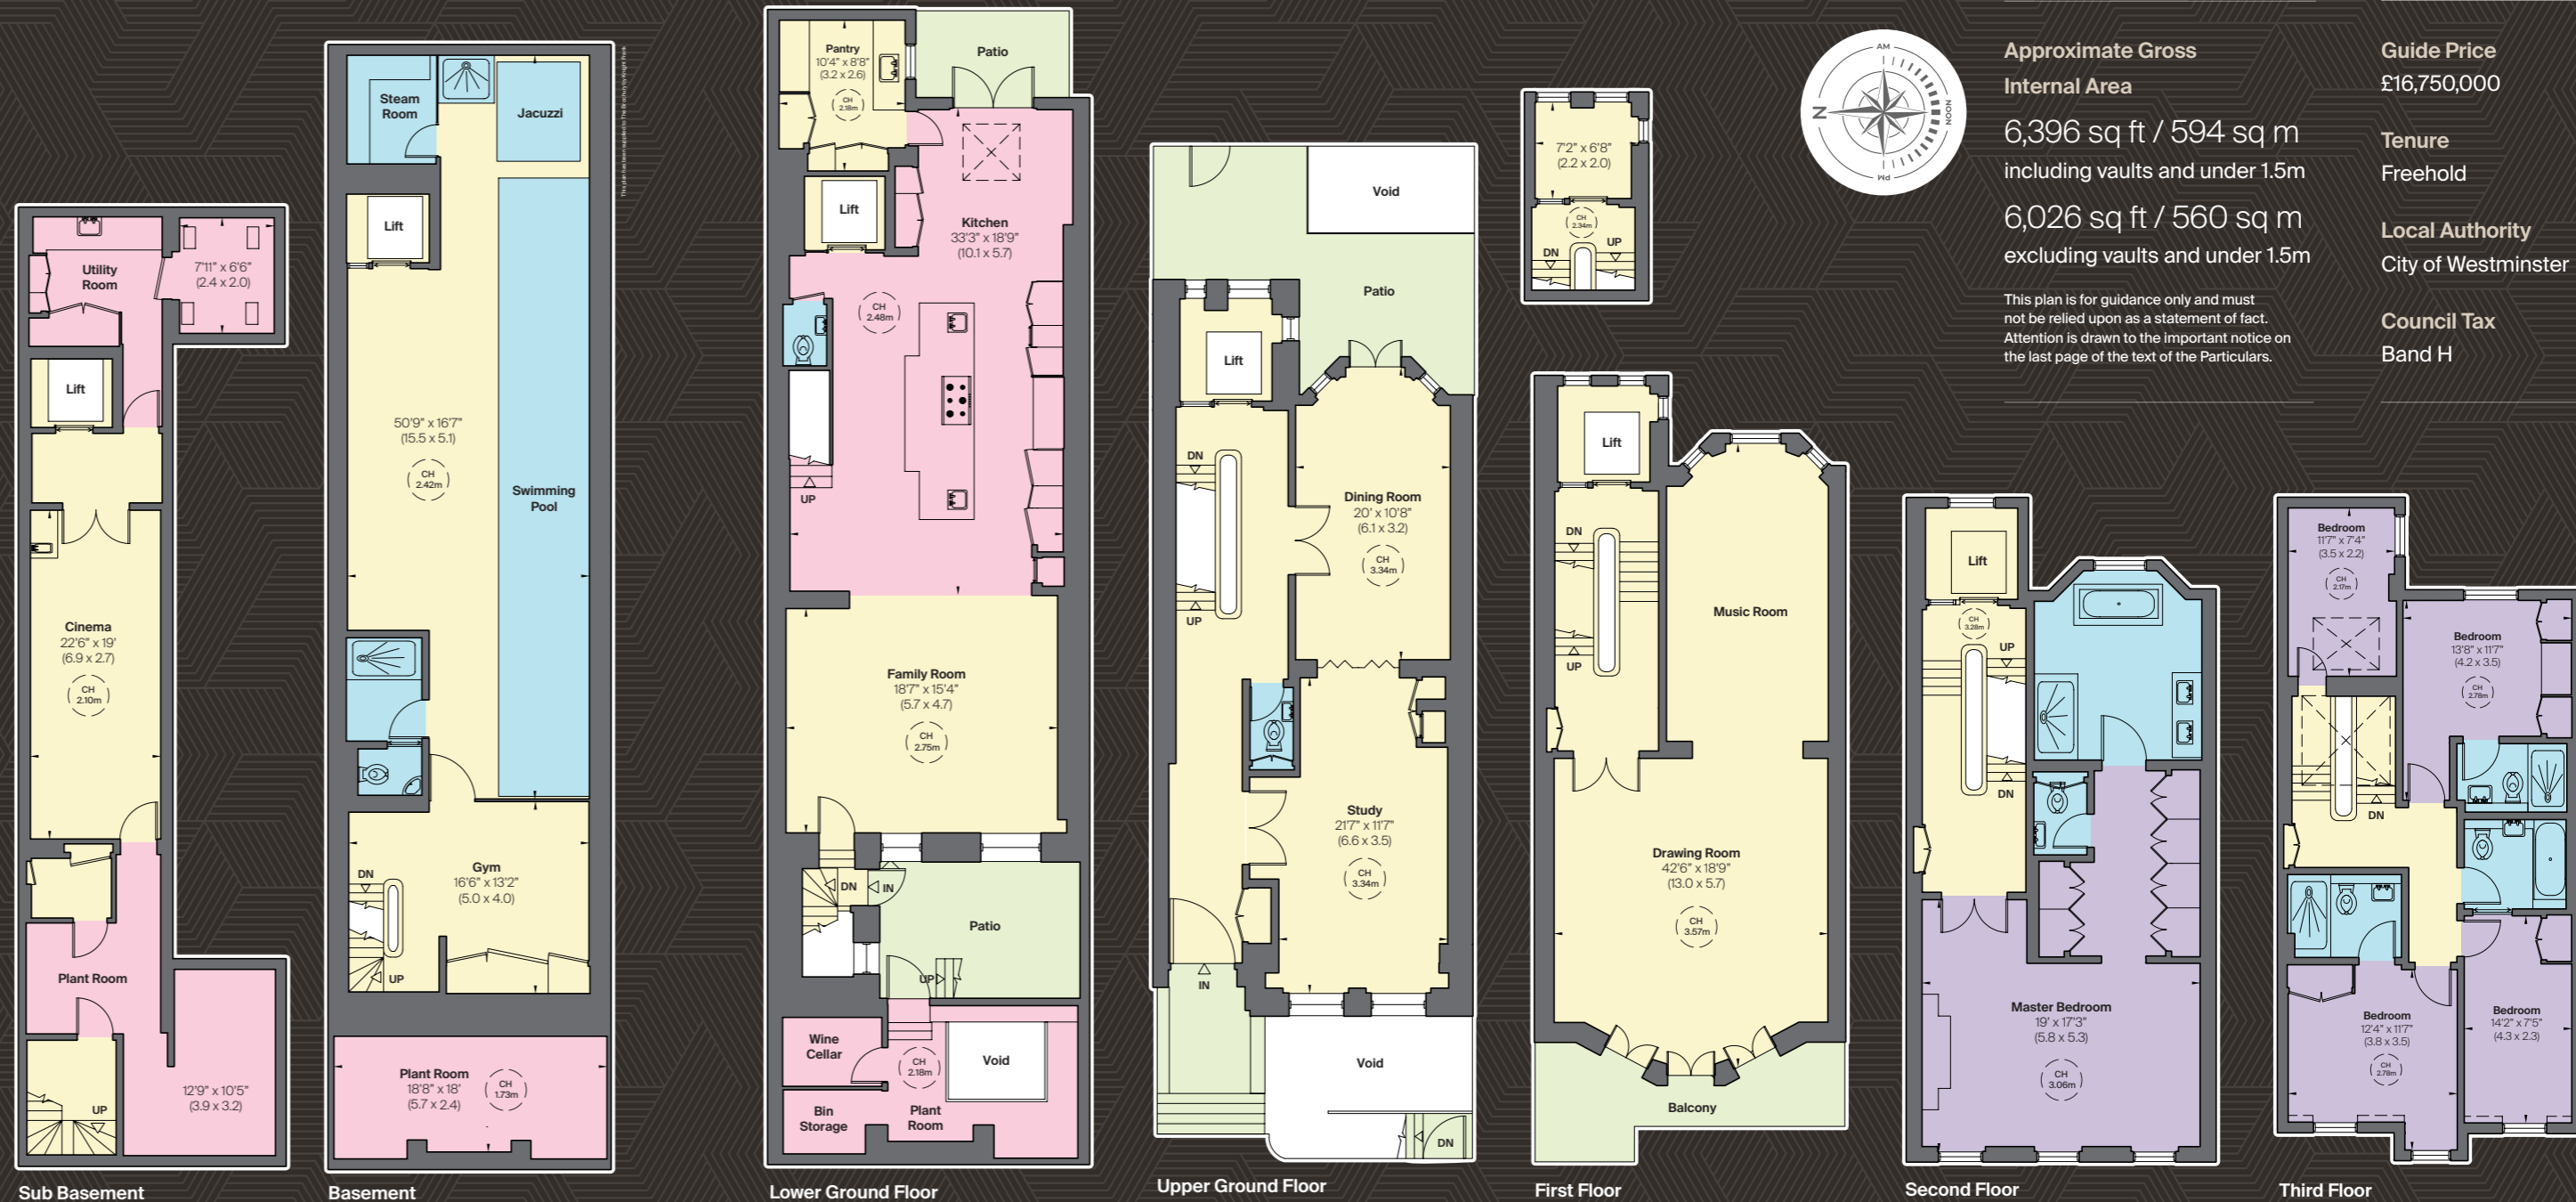 Utility
Room
7'11" x 6'6"
(2.4 x 2.0)
Lift
Cinema
22'6" x 19'
(6.9 x 2.7)
CH
2.10m
Plant Room
UP
12'9" x 10'5"
(3.9 x 3.2)
Sub Basement
Steam
Room
Jacuzzi
Lift
50'9" x 16'7"
(15.5 x 5.1)
CH
2.42m
Swimming
Pool
Gym
16'6" x 13'2"
(5.0 x 4.0)
DN
UP
Plant Room
18'8" x 18'
(5.7 x 2.4)
CH
1.73m
Basement
Pantry
10'4" x 8'8"
(3.2 x 2.6)
CH
2.18m
Patio
Lift
Kitchen
33'3" x 18'9"
(10.1 x 5.7)
CH
2.48m
UP
Family Room
18'7" x 15'4"
(5.7 x 4.7)
CH
2.75m
DN
IN
Patio
UP
Wine
Cellar
CH
2.18m
Void
Bin
Storage
Plant
Room
Lower Ground Floor
Void
Patio
Lift
DN
UP
Dining Room
20' x 10'8"
(6.1 x 3.2)
CH
3.34m
Study
21'7" x 11'7"
(6.6 x 3.5)
CH
3.34m
IN
Void
DN
Upper Ground Floor
7'2" x 6'8"
(2.2 x 2.0)
CH
2.34m
DN
UP
Lift
DN
UP
Music Room
Drawing Room
42'6" x 18'9"
(13.0 x 5.7)
CH
3.57m
Balcony
First Floor
Lift
CH
3.28m
UP
DN
Master Bedroom
19' x 17'3"
(5.8 x 5.3)
CH
3.06m
Second Floor
Bedroom
11'7" x 7'4"
(3.5 x 2.2)
CH
2.17m
Bedroom
13'8" x 11'7"
(4.2 x 3.5)
CH
2.78m
DN
Bedroom
12'4" x 11'7"
(3.8 x 3.5)
CH
2.78m
Bedroom
14'2" x 7'5"
(4.3 x 2.3)
Third Floor
AM
N
NOON
PM
Approximate Gross
Internal Area
6,396 sq ft / 594 sq m
including vaults and under 1.5m
6,026 sq ft / 560 sq m
excluding vaults and under 1.5m
This plan is for guidance only and must
not be relied upon as a statement of fact.
Attention is drawn to the important notice on
the last page of the text of the Particulars.
Guide Price
£16,750,000
Tenure
Freehold
Local Authority
City of Westminster
Council Tax
Band H